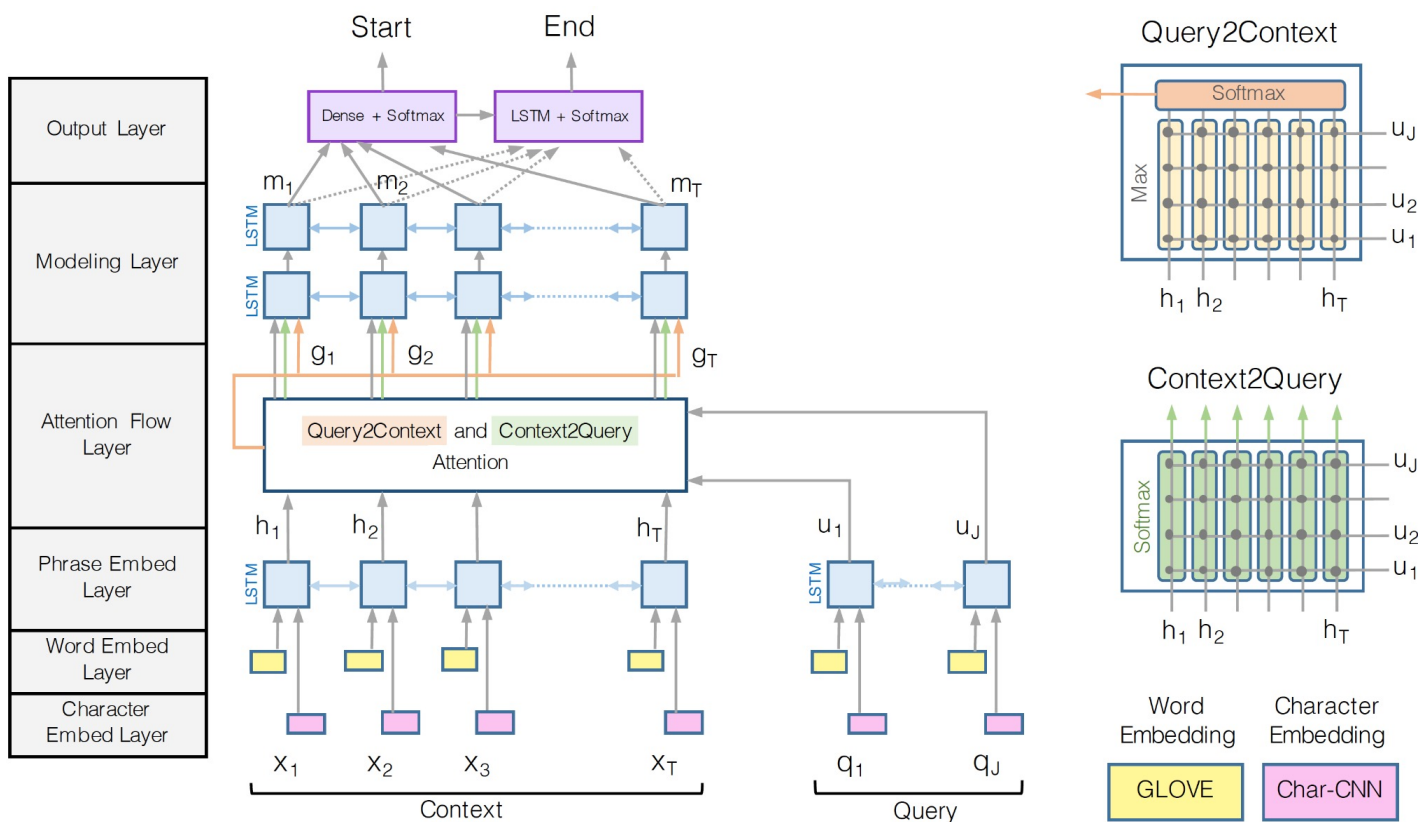 Start
End
Query2Context
Output Layer
Dense + Softmax
LSTM + Softmax
Softmax
Max
u_J
u_2
u_1
h_1 h_2 h_T
Modeling Layer
m_1 m_2 m_T
LSTM
LSTM
g_1 g_2 g_T
Attention Flow
Layer
Query2Context and Context2Query
Attention
Context2Query
Softmax
u_J
u_2
u_1
h_1 h_2 h_T
h_1 h_2 h_T
u_1 u_J
Phrase Embed
Layer
LSTM
LSTM
Word Embed
Layer
Character
Embed Layer
x_1 x_2 x_3 x_T
q_1 q_J
Context
Query
Word
Embedding
Character
Embedding
GLOVE
Char-CNN